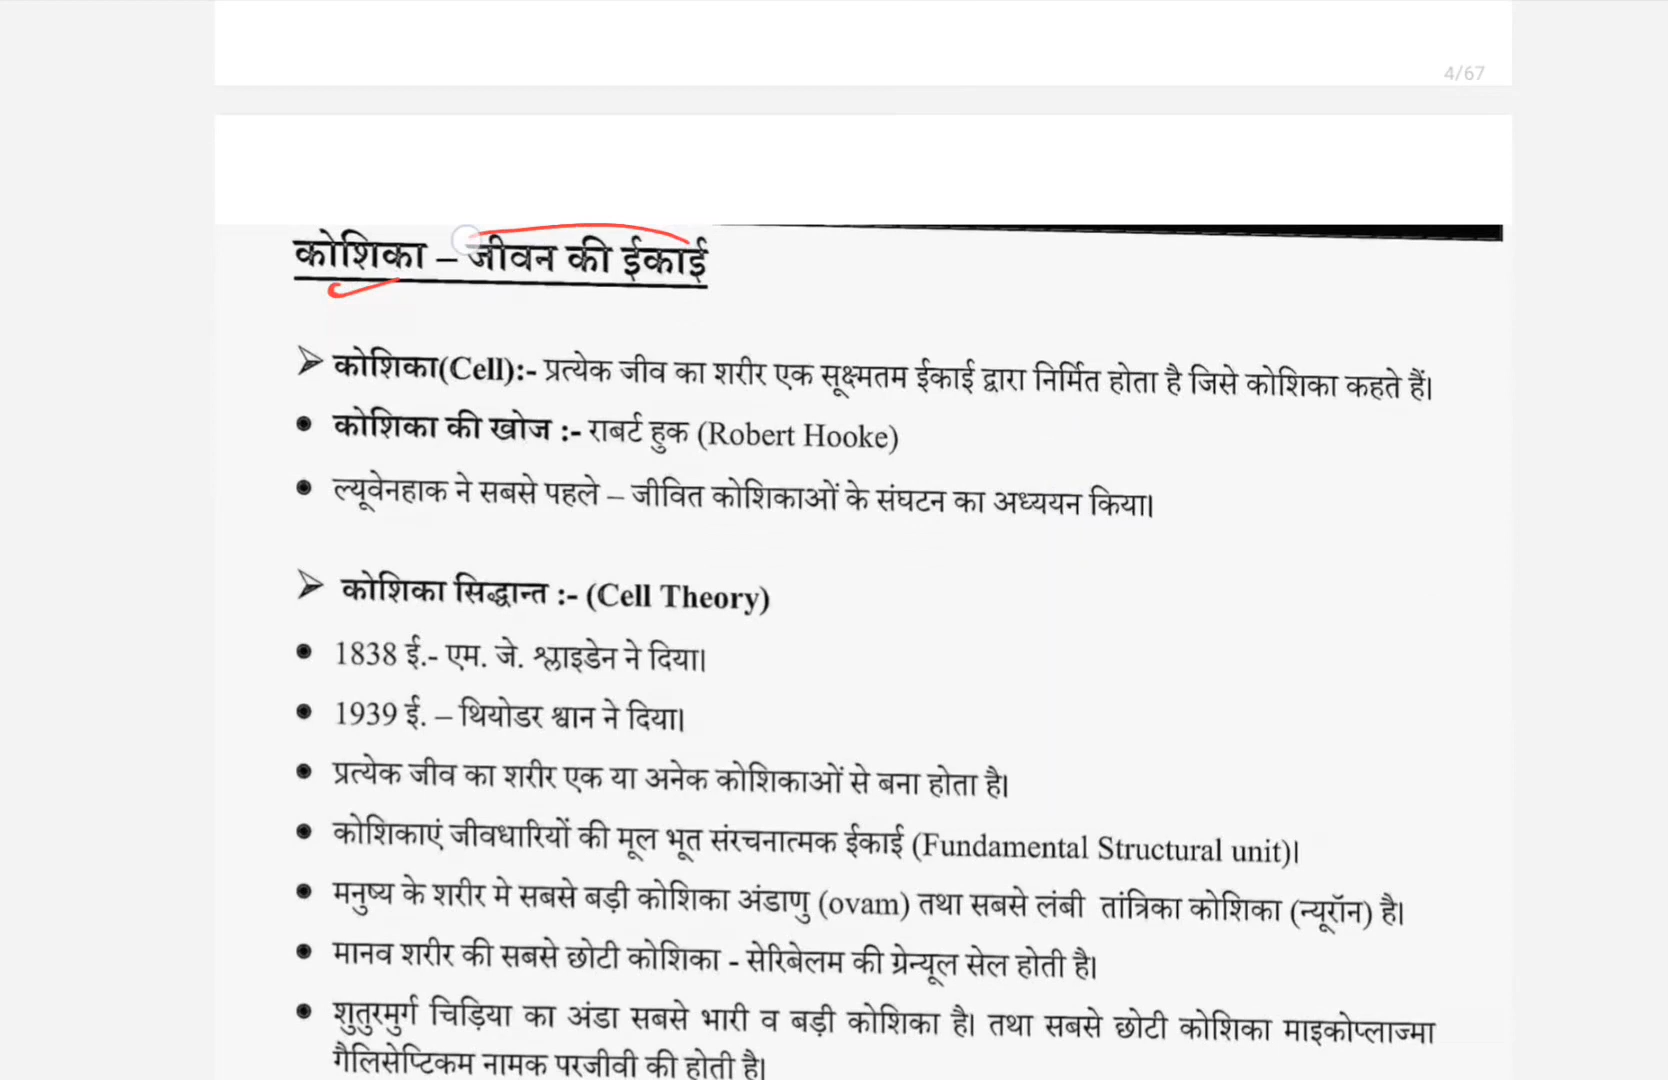 4/67
कोशिका – जीवन की ईकाई
➢ कोशिका(Cell):- प्रत्येक जीव का शरीर एक सूक्ष्मतम ईकाई द्वारा निर्मित होता है जिसे कोशिका कहते हैं।
• कोशिका की खोज :- राबर्ट हुक (Robert Hooke)
• ल्यूवेनहाक ने सबसे पहले – जीवित कोशिकाओं के संघटन का अध्ययन किया।
➢ कोशिका सिद्धान्त :- (Cell Theory)
• 1838 ई.- एम. जे. श्लाइडेन ने दिया।
• 1939 ई. – थियोडर श्वान ने दिया।
• प्रत्येक जीव का शरीर एक या अनेक कोशिकाओं से बना होता है।
• कोशिकाएं जीवधारियों की मूल भूत संरचनात्मक ईकाई (Fundamental Structural unit)।
• मनुष्य के शरीर मे सबसे बड़ी कोशिका अंडाणु (ovam) तथा सबसे लंबी तांत्रिका कोशिका (न्यूरॉन) है।
• मानव शरीर की सबसे छोटी कोशिका - सेरिबेलम की ग्रेन्यूल सेल होती है।
• शुतुरमुर्ग चिड़िया का अंडा सबसे भारी व बड़ी कोशिका है। तथा सबसे छोटी कोशिका माइकोप्लाज्मा
गैलिसेप्टिकम नामक परजीवी की होती है।